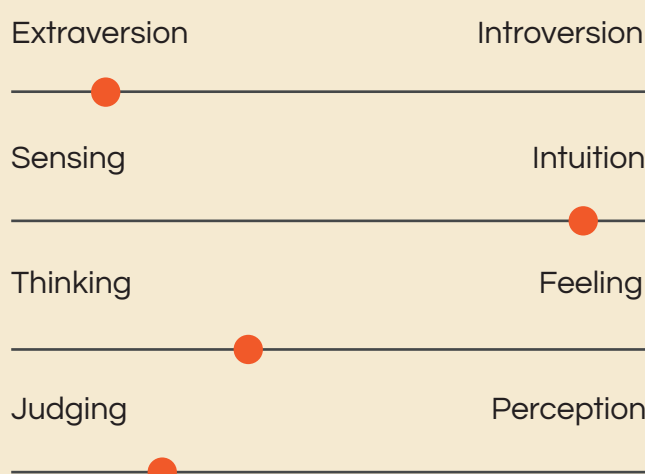 Extraversion Introversion
Sensing Intuition
Thinking Feeling
Judging Perception